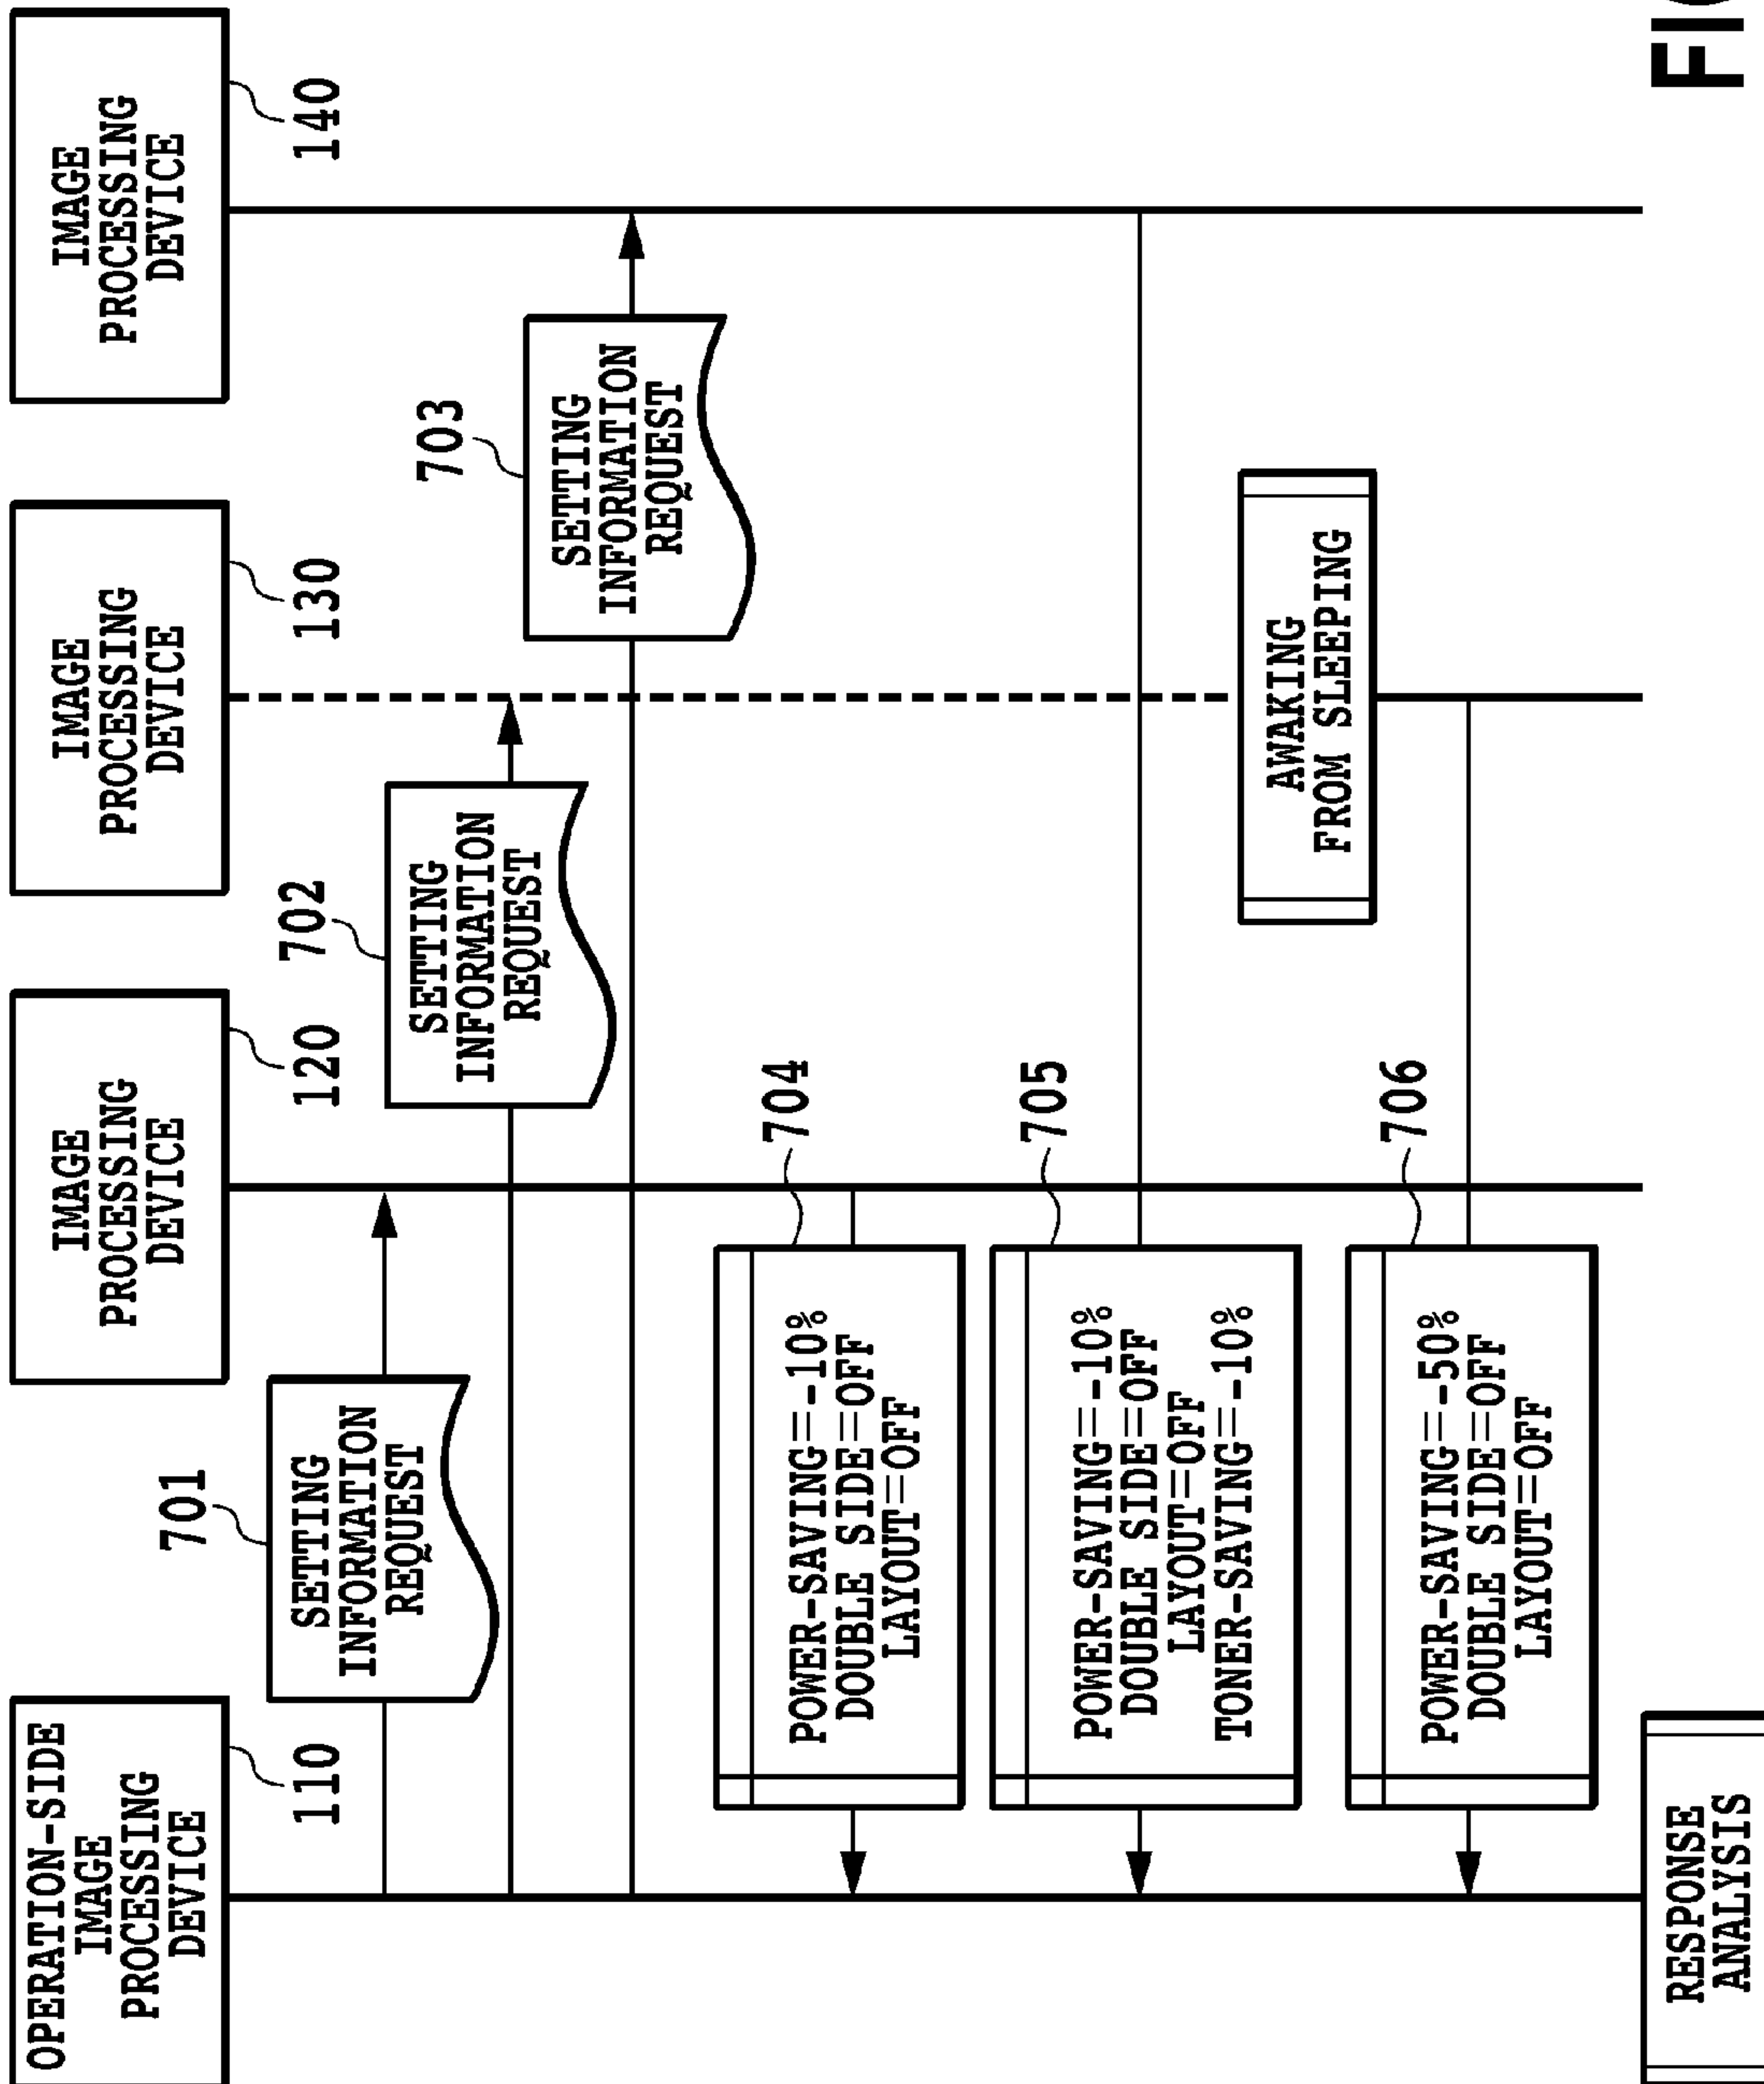 OPERATION-SIDE
IMAGE
PROCESSING
DEVICE
110
IMAGE
PROCESSING
DEVICE
120
IMAGE
PROCESSING
DEVICE
130
IMAGE
PROCESSING
DEVICE
140
701
SETTING
INFORMATION
REQUEST
702
SETTING
INFORMATION
REQUEST
703
SETTING
INFORMATION
REQUEST
704
POWER-SAVING=-10%
DOUBLE SIDE=OFF
LAYOUT=OFF
705
POWER-SAVING=-10%
DOUBLE SIDE=OFF
LAYOUT=OFF
TONER-SAVING=-10%
AWAKING
FROM SLEEPING
706
POWER-SAVING=-50%
DOUBLE SIDE=OFF
LAYOUT=OFF
RESPONSE
ANALYSIS